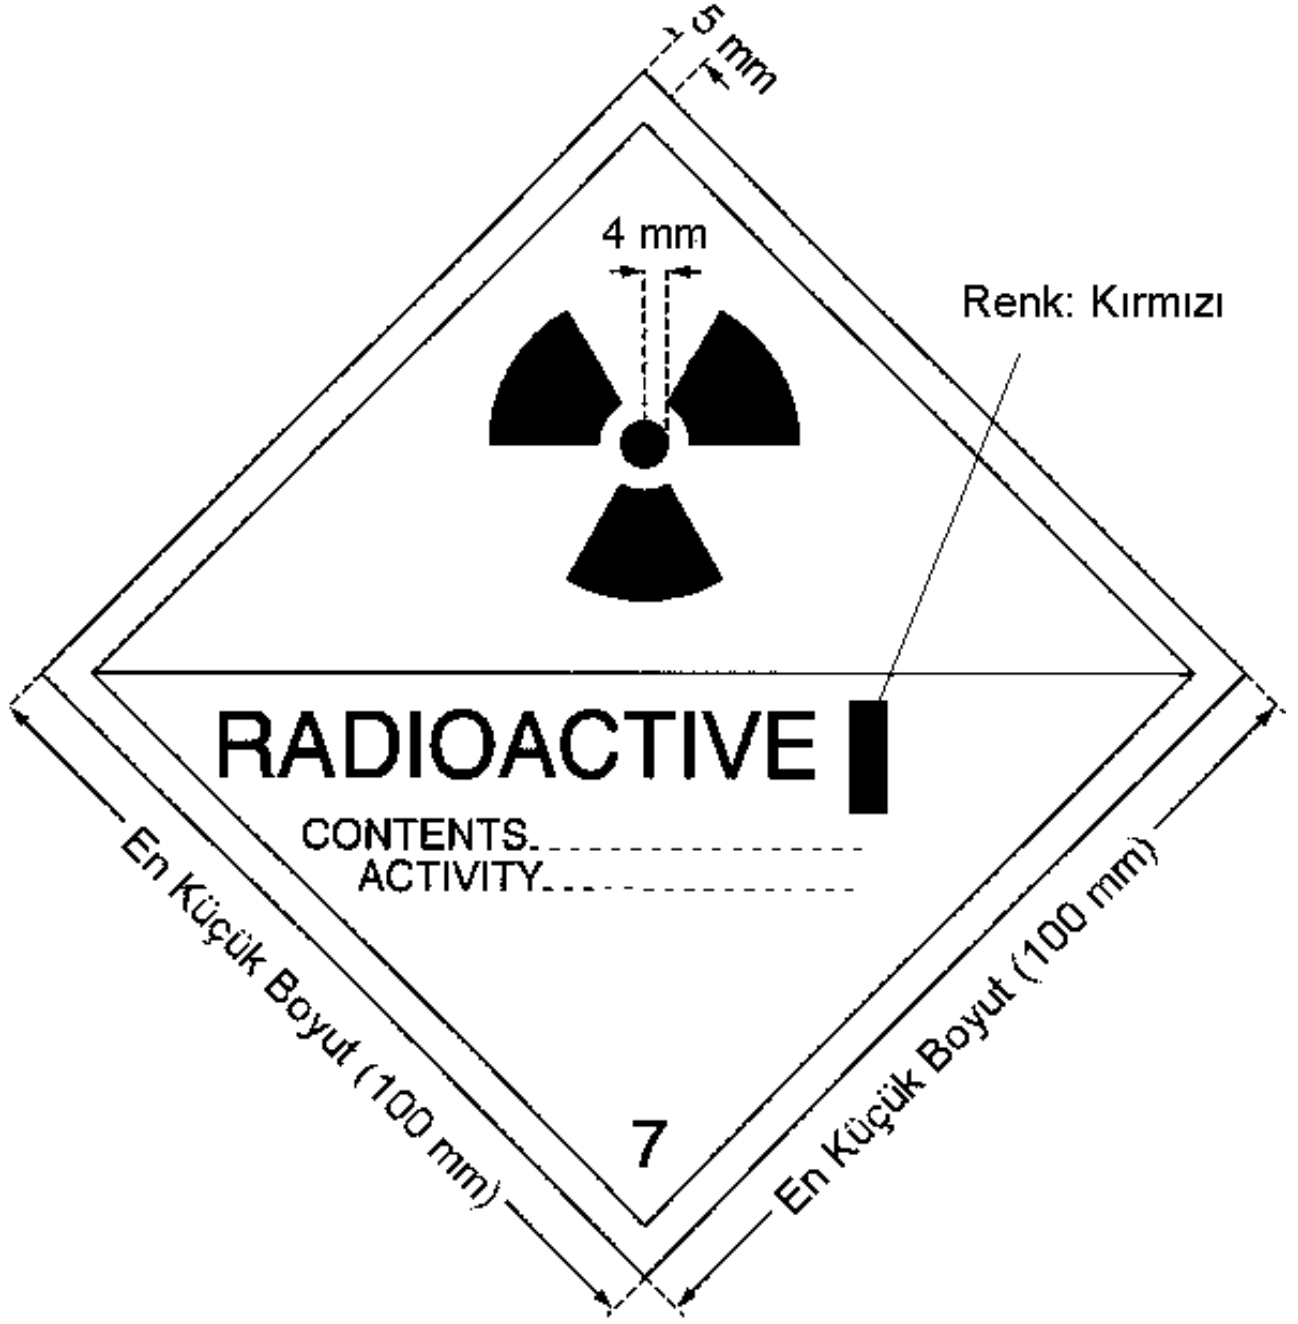 5 mm
4 mm
Renk: Kırmızı
RADIOACTIVE I
CONTENTS
ACTIVITY
7
En Küçük Boyut (100 mm)
En Küçük Boyut (100 mm)